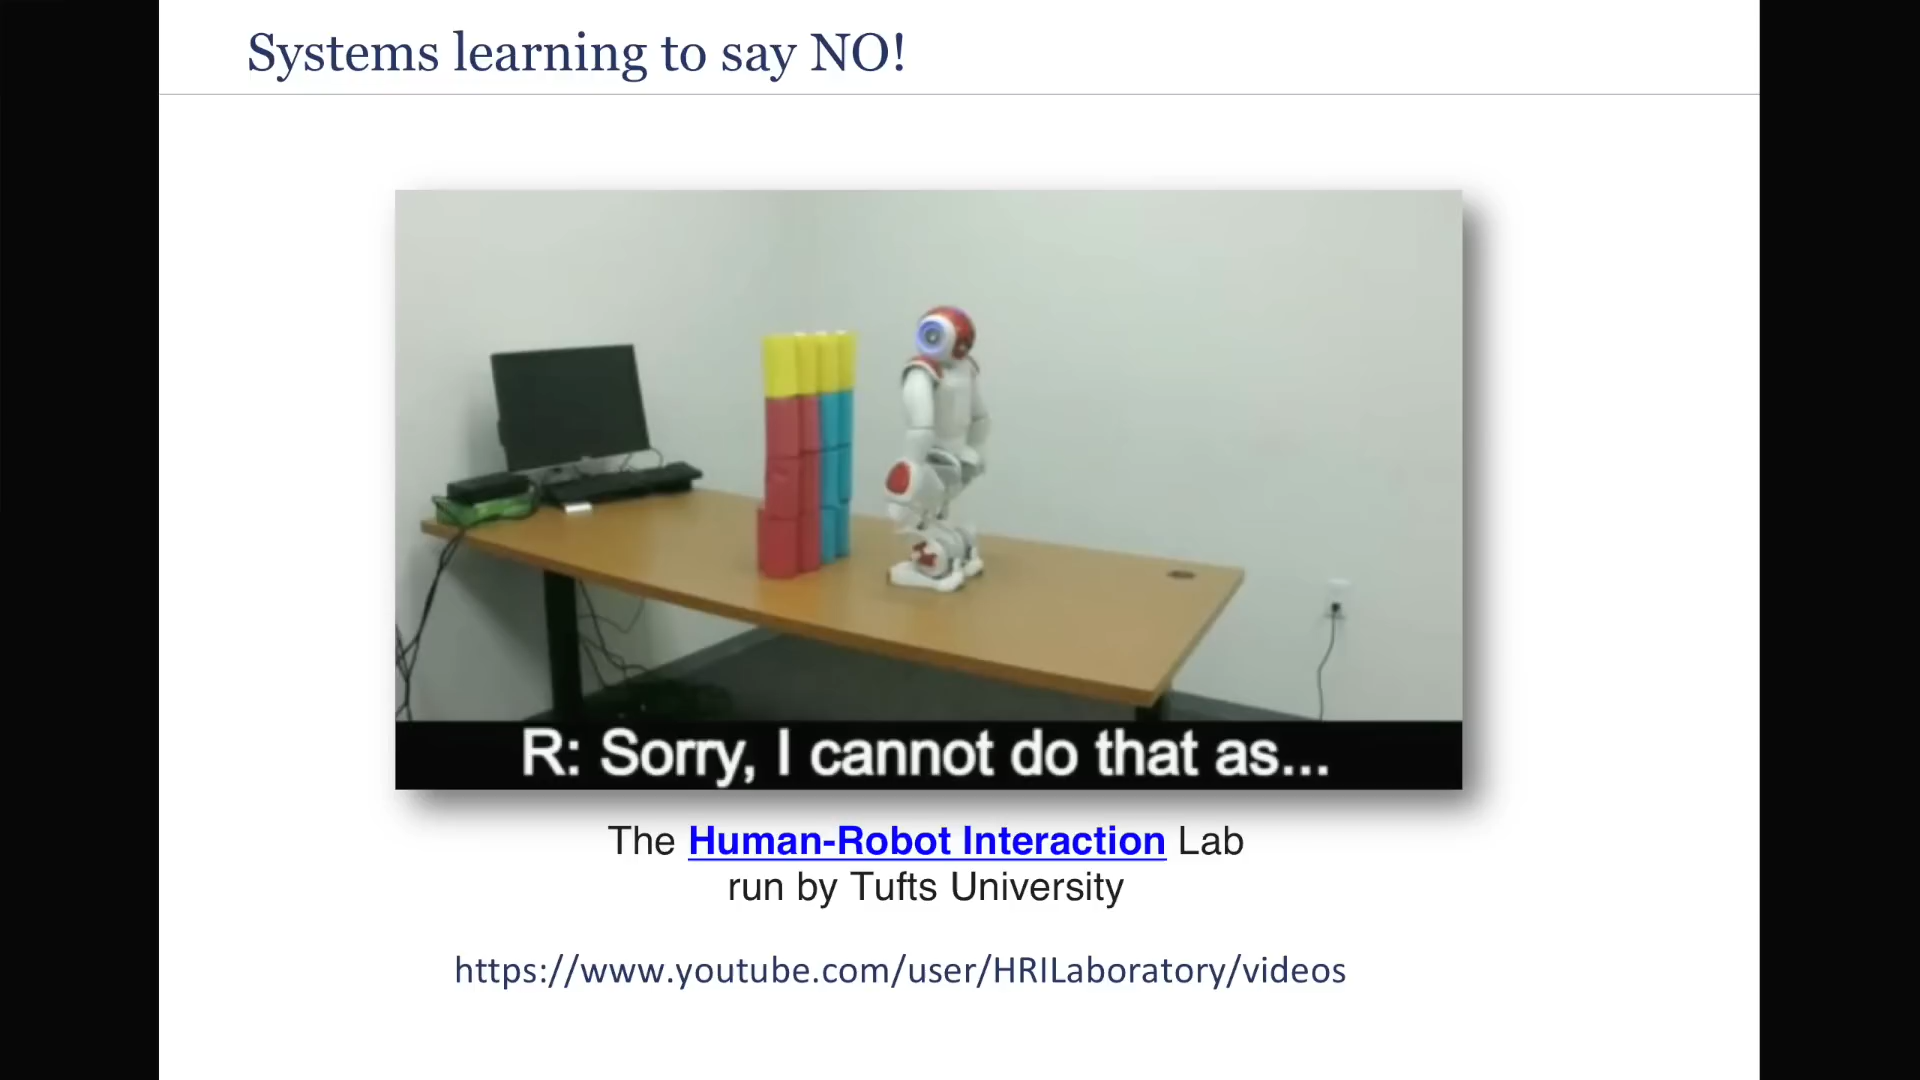 Systems learning to say NO!
R: Sorry, I cannot do that as...
The Human-Robot Interaction Lab
run by Tufts University
https://www.youtube.com/user/HRILaboratory/videos